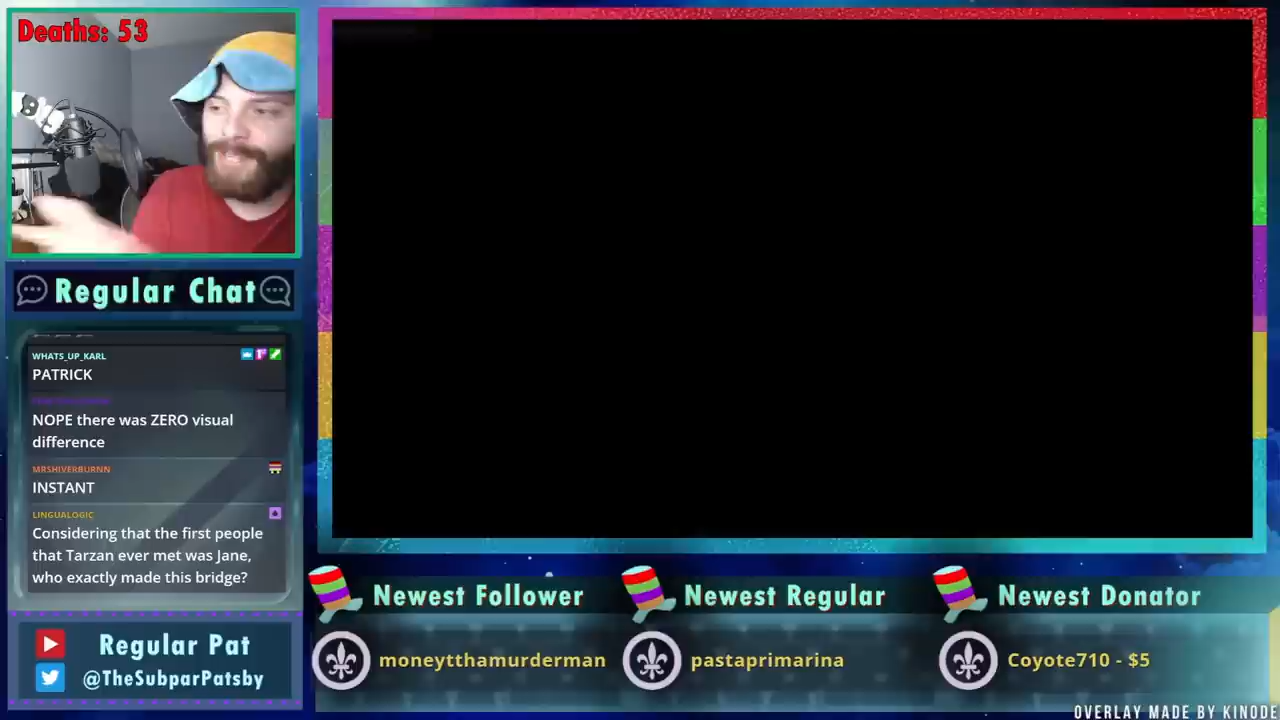 Deaths: 53
Regular Chat
WHATS_UP_KARL
PATRICK
NOPE there was ZERO visual
difference
MRSHIVERBURNN
INSTANT
LINGUALOGIC
Considering that the first people
that Tarzan ever met was Jane,
who exactly made this bridge?
Regular Pat
@TheSubparPatsby
Newest Follower
moneytthamurderman
Newest Regular
pastaprimarina
Newest Donator
Coyote710 - $5
OVERLAY MADE BY KINODE